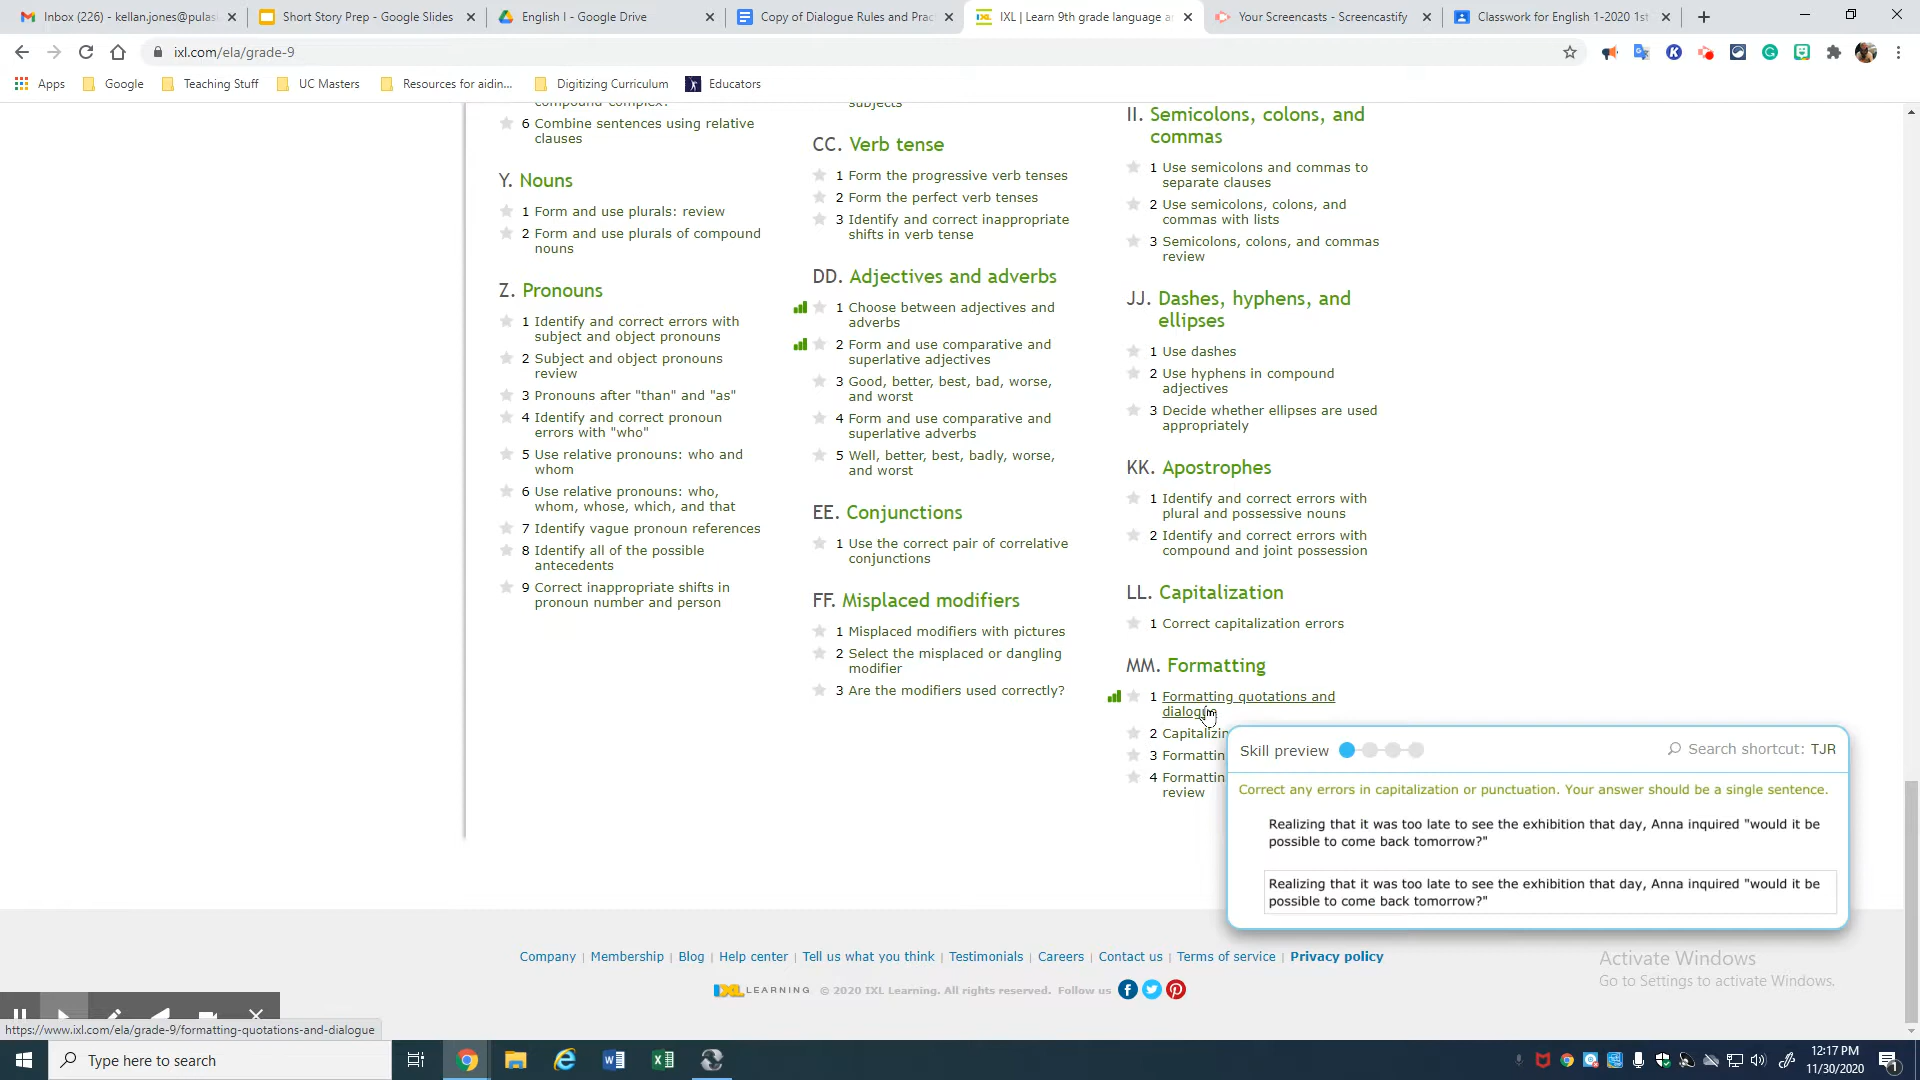 Inbox (226) - kellan.jones@pulas
Short Story Prep - Google Slides
English I - Google Drive
Copy of Dialogue Rules and Prac
IXL | Learn 9th grade language a
Your Screencasts - Screencastify
Classwork for English 1-2020 1st
ixl.com/ela/grade-9
Apps
Google
Teaching Stuff
UC Masters
Resources for aidin...
Digitizing Curriculum
Educators
compound-complex?
6 Combine sentences using relative
clauses
Y. Nouns
1 Form and use plurals: review
2 Form and use plurals of compound
nouns
Z. Pronouns
1 Identify and correct errors with
subject and object pronouns
2 Subject and object pronouns
review
3 Pronouns after "than" and "as"
4 Identify and correct pronoun
errors with "who"
5 Use relative pronouns: who and
whom
6 Use relative pronouns: who,
whom, whose, which, and that
7 Identify vague pronoun references
8 Identify all of the possible
antecedents
9 Correct inappropriate shifts in
pronoun number and person
subjects
CC. Verb tense
1 Form the progressive verb tenses
2 Form the perfect verb tenses
3 Identify and correct inappropriate
shifts in verb tense
DD. Adjectives and adverbs
1 Choose between adjectives and
adverbs
2 Form and use comparative and
superlative adjectives
3 Good, better, best, bad, worse,
and worst
4 Form and use comparative and
superlative adverbs
5 Well, better, best, badly, worse,
and worst
EE. Conjunctions
1 Use the correct pair of correlative
conjunctions
FF. Misplaced modifiers
1 Misplaced modifiers with pictures
2 Select the misplaced or dangling
modifier
3 Are the modifiers used correctly?
II. Semicolons, colons, and
commas
1 Use semicolons and commas to
separate clauses
2 Use semicolons, colons, and
commas with lists
3 Semicolons, colons, and commas
review
JJ. Dashes, hyphens, and
ellipses
1 Use dashes
2 Use hyphens in compound
adjectives
3 Decide whether ellipses are used
appropriately
KK. Apostrophes
1 Identify and correct errors with
plural and possessive nouns
2 Identify and correct errors with
compound and joint possession
LL. Capitalization
1 Correct capitalization errors
MM. Formatting
1 Formatting quotations and
dialogue
2 Capitalizin
3 Formattin
4 Formattin
review
Skill preview
Search shortcut: TJR
Correct any errors in capitalization or punctuation. Your answer should be a single sentence.
Realizing that it was too late to see the exhibition that day, Anna inquired "would it be
possible to come back tomorrow?"
Realizing that it was too late to see the exhibition that day, Anna inquired "would it be
possible to come back tomorrow?"
Company | Membership | Blog | Help center | Tell us what you think | Testimonials | Careers | Contact us | Terms of service | Privacy policy
IXL LEARNING © 2020 IXL Learning. All rights reserved. Follow us
Activate Windows
Go to Settings to activate Windows.
https://www.ixl.com/ela/grade-9/formatting-quotations-and-dialogue
Type here to search
12:17 PM
11/30/2020
1